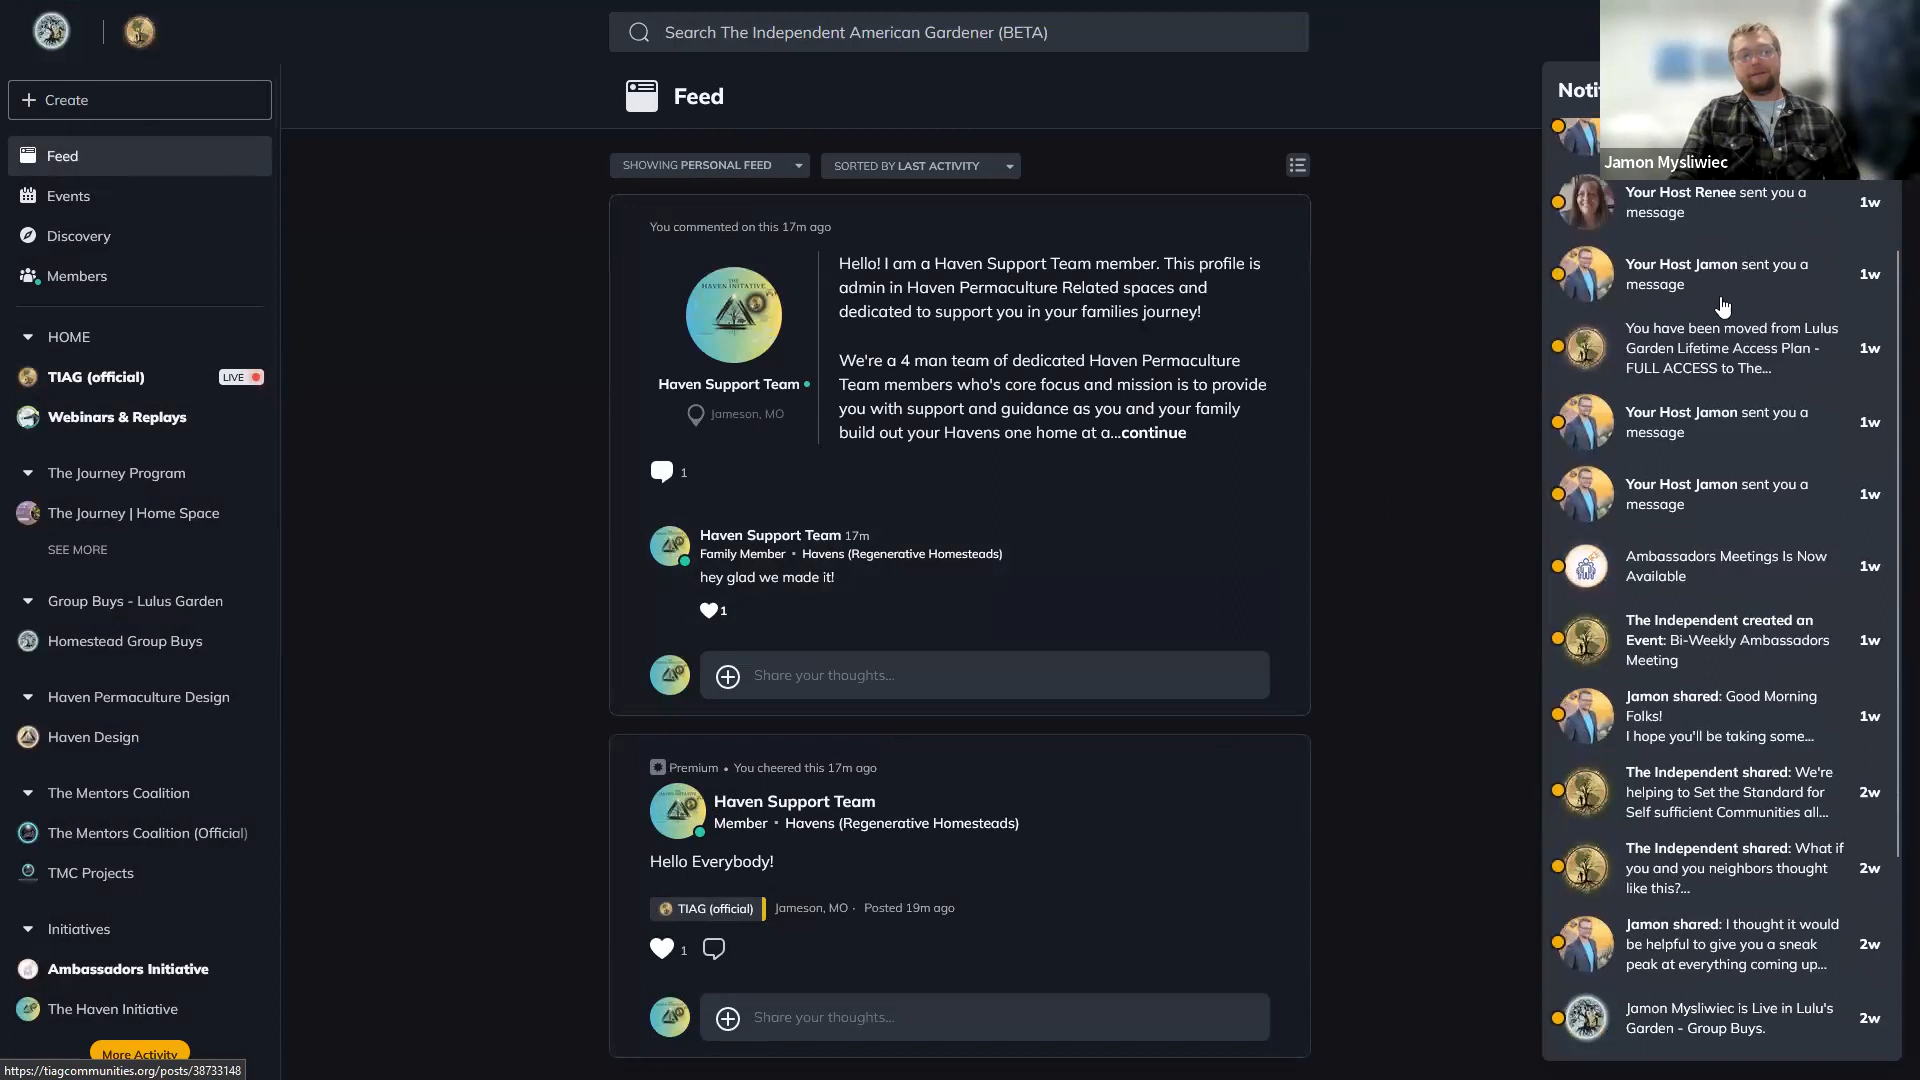 Search The Independent American Gardener (BETA)
Create
Feed
Events
Discovery
Members
HOME
TIAG (official)
LIVE
Webinars & Replays
The Journey Program
The Journey | Home Space
SEE MORE
Group Buys - Lulus Garden
Homestead Group Buys
Haven Permaculture Design
Haven Design
The Mentors Coalition
The Mentors Coalition (Official)
TMC Projects
Initiatives
Ambassadors Initiative
The Haven Initiative
More Activity
https://tiagcommunities.org/posts/38733148
Feed
SHOWING PERSONAL FEED
SORTED BY LAST ACTIVITY
You commented on this 17m ago
THE
HAVEN INITATIVE
Haven Support Team
Jameson, MO
Hello! I am a Haven Support Team member. This profile is
admin in Haven Permaculture Related spaces and
dedicated to support you in your families journey!
We're a 4 man team of dedicated Haven Permaculture
Team members who's core focus and mission is to provide
you with support and guidance as you and your family
build out your Havens one home at a...continue
1
Haven Support Team 17m
Family Member • Havens (Regenerative Homesteads)
hey glad we made it!
1
Share your thoughts...
Premium • You cheered this 17m ago
Haven Support Team
Member • Havens (Regenerative Homesteads)
Hello Everybody!
TIAG (official)
Jameson, MO · Posted 19m ago
1
Share your thoughts...
Noti
Jamon Mysliwiec
Your Host Renee sent you a
message
1w
Your Host Jamon sent you a
message
1w
You have been moved from Lulus
Garden Lifetime Access Plan -
FULL ACCESS to The...
1w
Your Host Jamon sent you a
message
1w
Your Host Jamon sent you a
message
1w
Ambassadors Meetings Is Now
Available
1w
The Independent created an
Event: Bi-Weekly Ambassadors
Meeting
1w
Jamon shared: Good Morning
Folks!
I hope you'll be taking some...
1w
The Independent shared: We're
helping to Set the Standard for
Self sufficient Communities all...
2w
The Independent shared: What if
you and you neighbors thought
like this?...
2w
Jamon shared: I thought it would
be helpful to give you a sneak
peak at everything coming up...
2w
Jamon Mysliwiec is Live in Lulu's
Garden - Group Buys.
2w